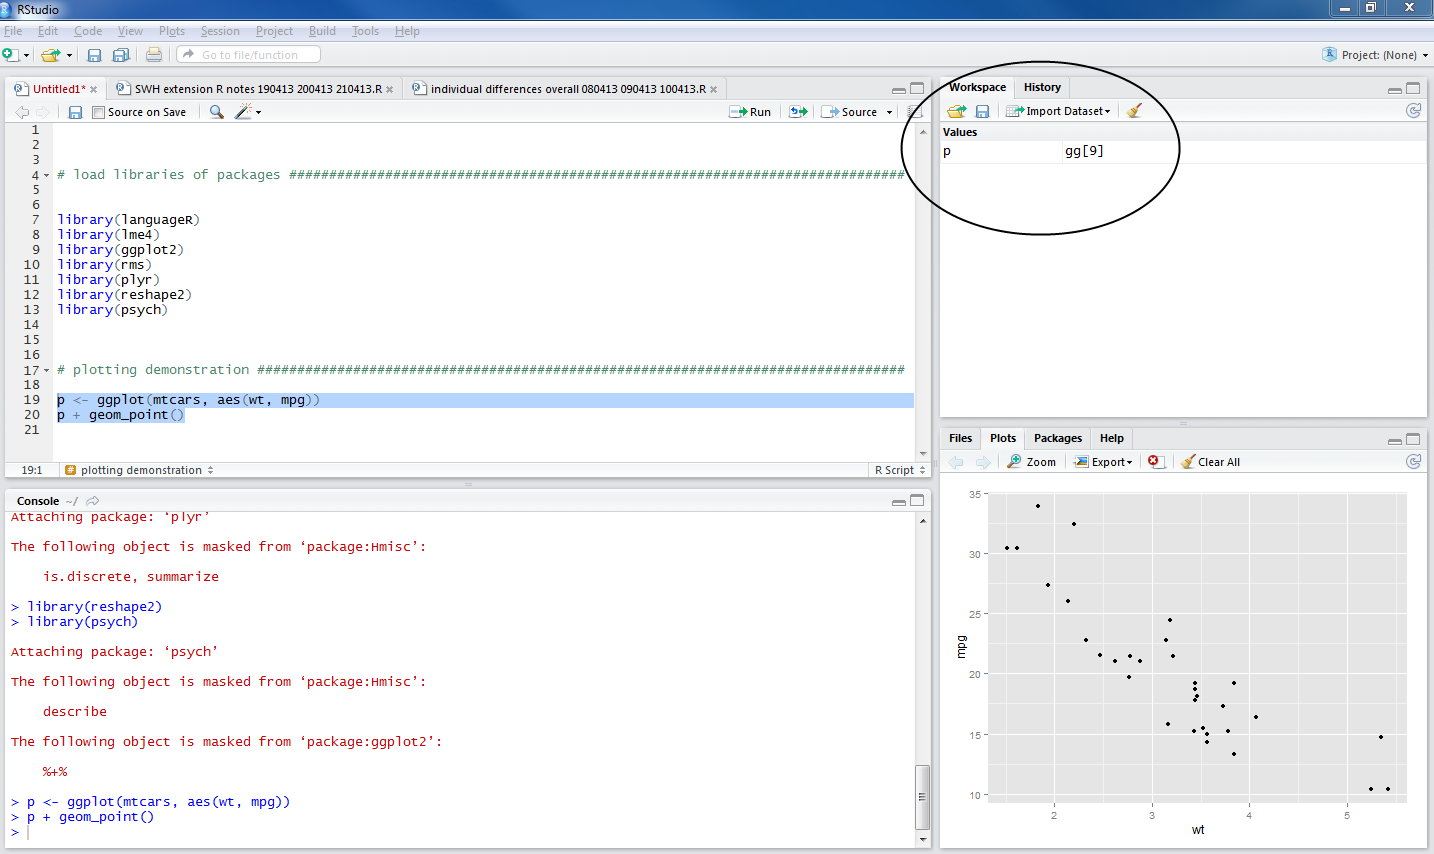 RStudio
File Edit Code View Plots Session Project Build Tools Help
Go to file/function
Project: (None)
Untitled1* SWH extension R notes 190413 200413 210413.R individual differences overall 080413 090413 100413.R
Source on Save Run Source
1
2
3
4 # load libraries of packages #############################################################################
5
6
7 library(languageR)
8 library(lme4)
9 library(ggplot2)
10 library(rms)
11 library(plyr)
12 library(reshape2)
13 library(psych)
14
15
16
17 # plotting demonstration #################################################################################
18
19 p <- ggplot(mtcars, aes(wt, mpg))
20 p + geom_point()
21
19:1 # plotting demonstration R Script
Console ~/
Attaching package: ‘plyr’
The following object is masked from ‘package:Hmisc’:
is.discrete, summarize
> library(reshape2)
> library(psych)
Attaching package: ‘psych’
The following object is masked from ‘package:Hmisc’:
describe
The following object is masked from ‘package:ggplot2’:
%+%
> p <- ggplot(mtcars, aes(wt, mpg))
> p + geom_point()
>
Workspace History
Import Dataset
Values
p gg[9]
Files Plots Packages Help
Zoom Export Clear All
35
30
25
20
15
10
mpg
2 3 4 5
wt